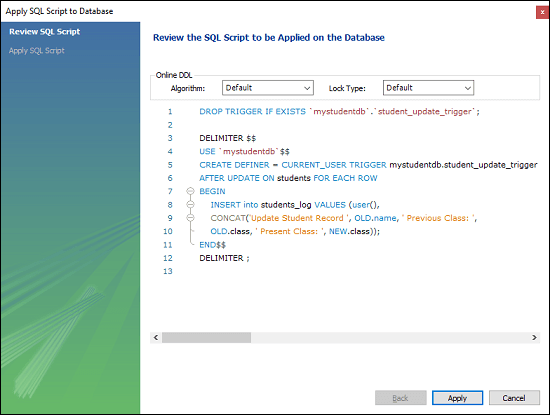 Apply SQL Script to Database
Review SQL Script
Apply SQL Script
Review the SQL Script to be Applied on the Database
Online DDL
Algorithm: Default Lock Type: Default
1 DROP TRIGGER IF EXISTS `mystudentdb`.`student_update_trigger`;
2
3 DELIMITER $$
4 USE `mystudentdb`$$
5 CREATE DEFINER = CURRENT_USER TRIGGER mystudentdb.student_update_trigger
6 AFTER UPDATE ON students FOR EACH ROW
7 BEGIN
8 INSERT into students_log VALUES (user(),
9 CONCAT('Update Student Record ', OLD.name, ' Previous Class: ',
10 OLD.class, ' Present Class: ', NEW.class));
11 END$$
12 DELIMITER ;
13
Back Apply Cancel